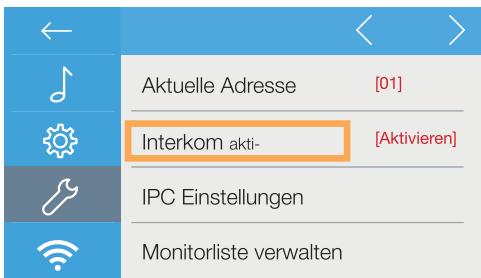 Aktuelle Adresse [01]
Interkom akti- [Aktivieren]
IPC Einstellungen
Monitorliste verwalten